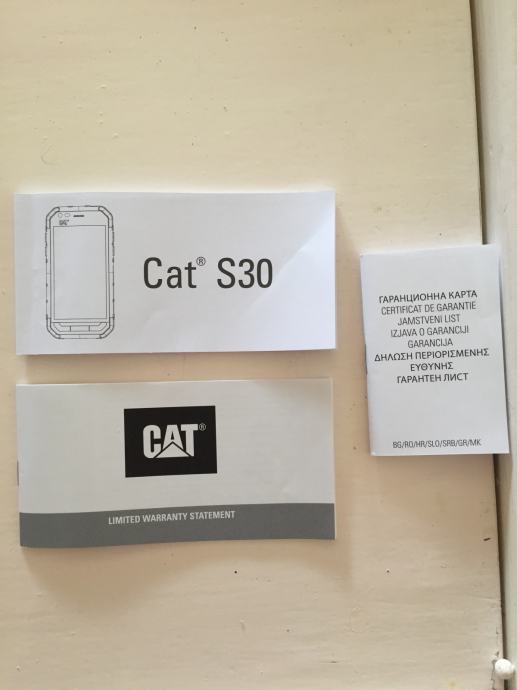 Cat® S30
CAT®
LIMITED WARRANTY STATEMENT
ГАРАНЦИОННА КАРТА
CERTIFICAT DE GARANTIE
JAMSTVENI LIST
IZJAVA O GARANCIJI
GARANCIJA
ΔΗΛΩΣΗ ΠΕΡΙΟΡΙΣΜΕΝΗΣ
ΕΥΘΥΝΗΣ
ГАРАНТЕН ЛИСТ
BG/RO/HR/SLO/SRB/GR/MK